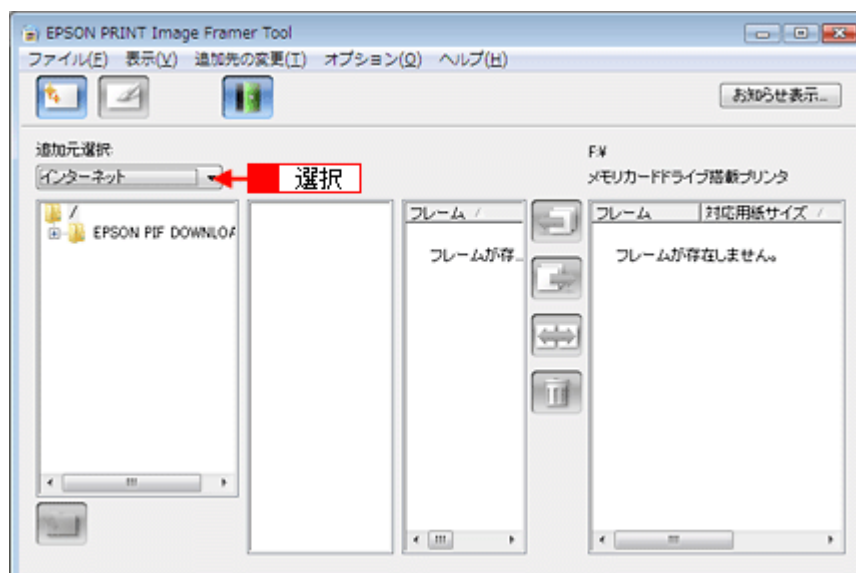 EPSON PRINT Image Framer Tool
ファイル(F) 表示(V) 追加先の変更(I) オプション(O) ヘルプ(H)
お知らせ表示...
追加元選択:
インターネット
選択
F:¥
メモリカードドライブ搭載プリンタ
/
EPSON PIF DOWNLOA
フレーム /
フレームが存...
フレーム 対応用紙サイズ /
フレームが存在しません。